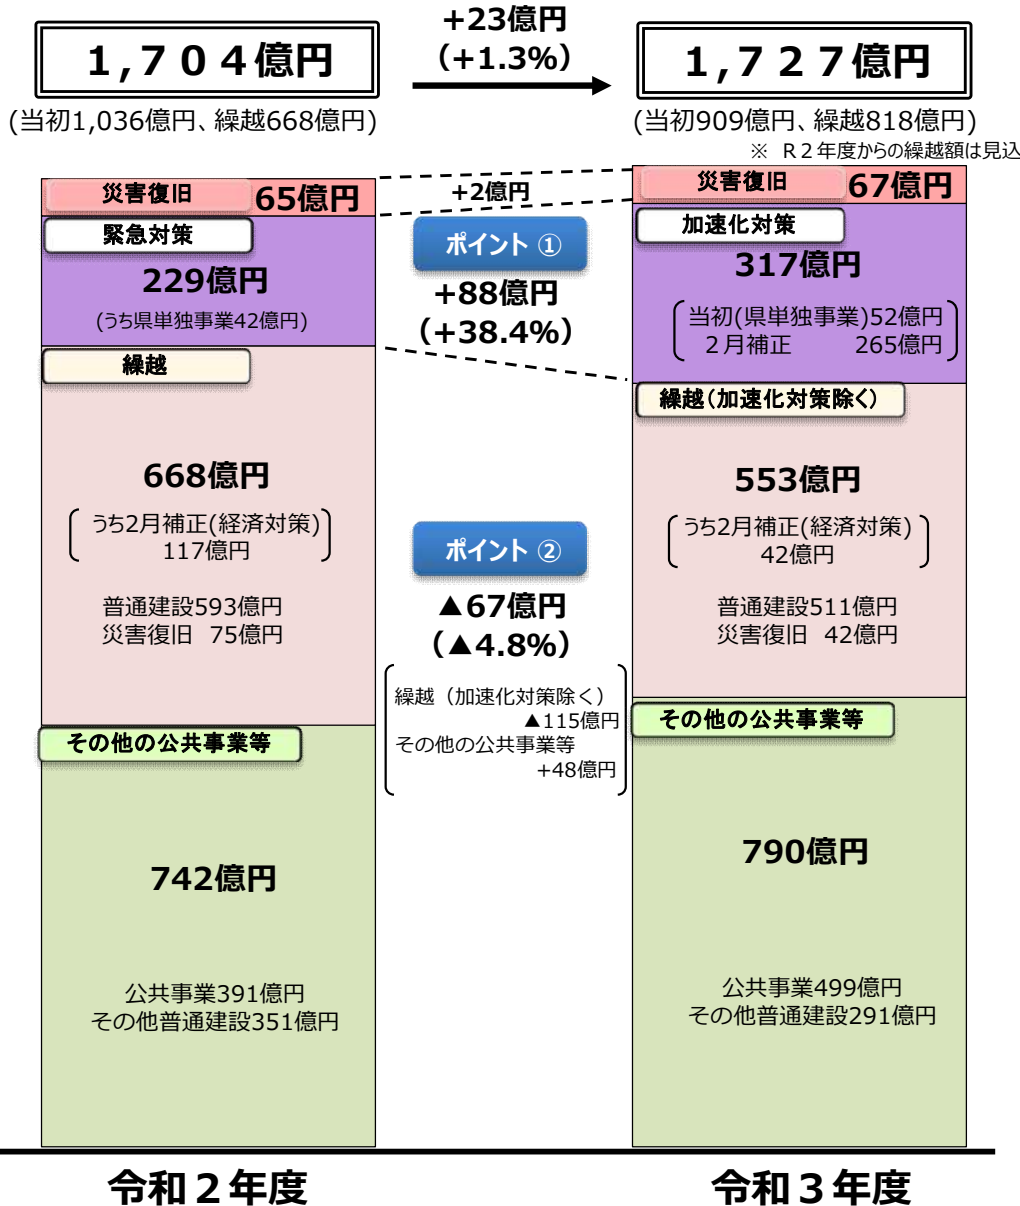 +23億円
(+1.3%)
1,704億円
(当初1,036億円、繰越668億円)
1,727億円
(当初909億円、繰越818億円)
※ R2年度からの繰越額は見込
災害復旧 65億円
緊急対策
229億円
(うち県単独事業42億円)
繰越
668億円
うち2月補正(経済対策)
117億円
普通建設593億円
災害復旧 75億円
その他の公共事業等
742億円
公共事業391億円
その他普通建設351億円
令和2年度
+2億円
ポイント ①
+88億円
(+38.4%)
ポイント ②
▲67億円
(▲4.8%)
繰越（加速化対策除く）
▲115億円
その他の公共事業等
+48億円
災害復旧 67億円
加速化対策
317億円
当初(県単独事業)52億円
2月補正 265億円
繰越(加速化対策除く)
553億円
うち2月補正(経済対策)
42億円
普通建設511億円
災害復旧 42億円
その他の公共事業等
790億円
公共事業499億円
その他普通建設291億円
令和3年度